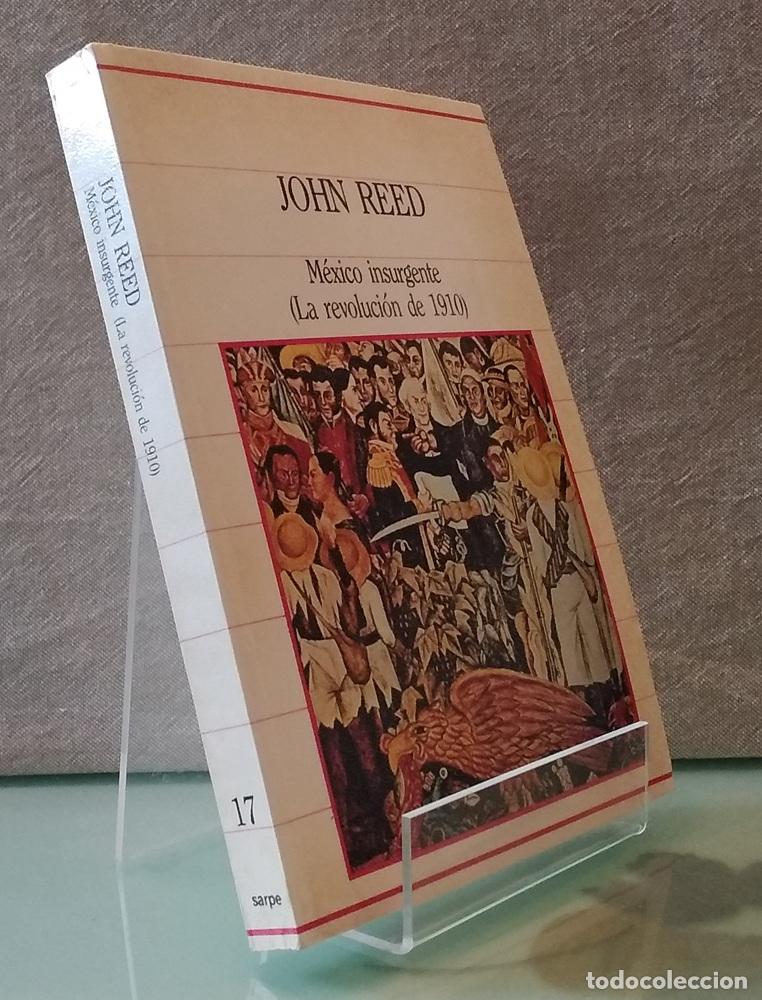 JOHN REED
México insurgente
(La revolución de 1910)
JOHN REED
México insurgente (La revolución de 1910)
17
sarpe
todocoleccion